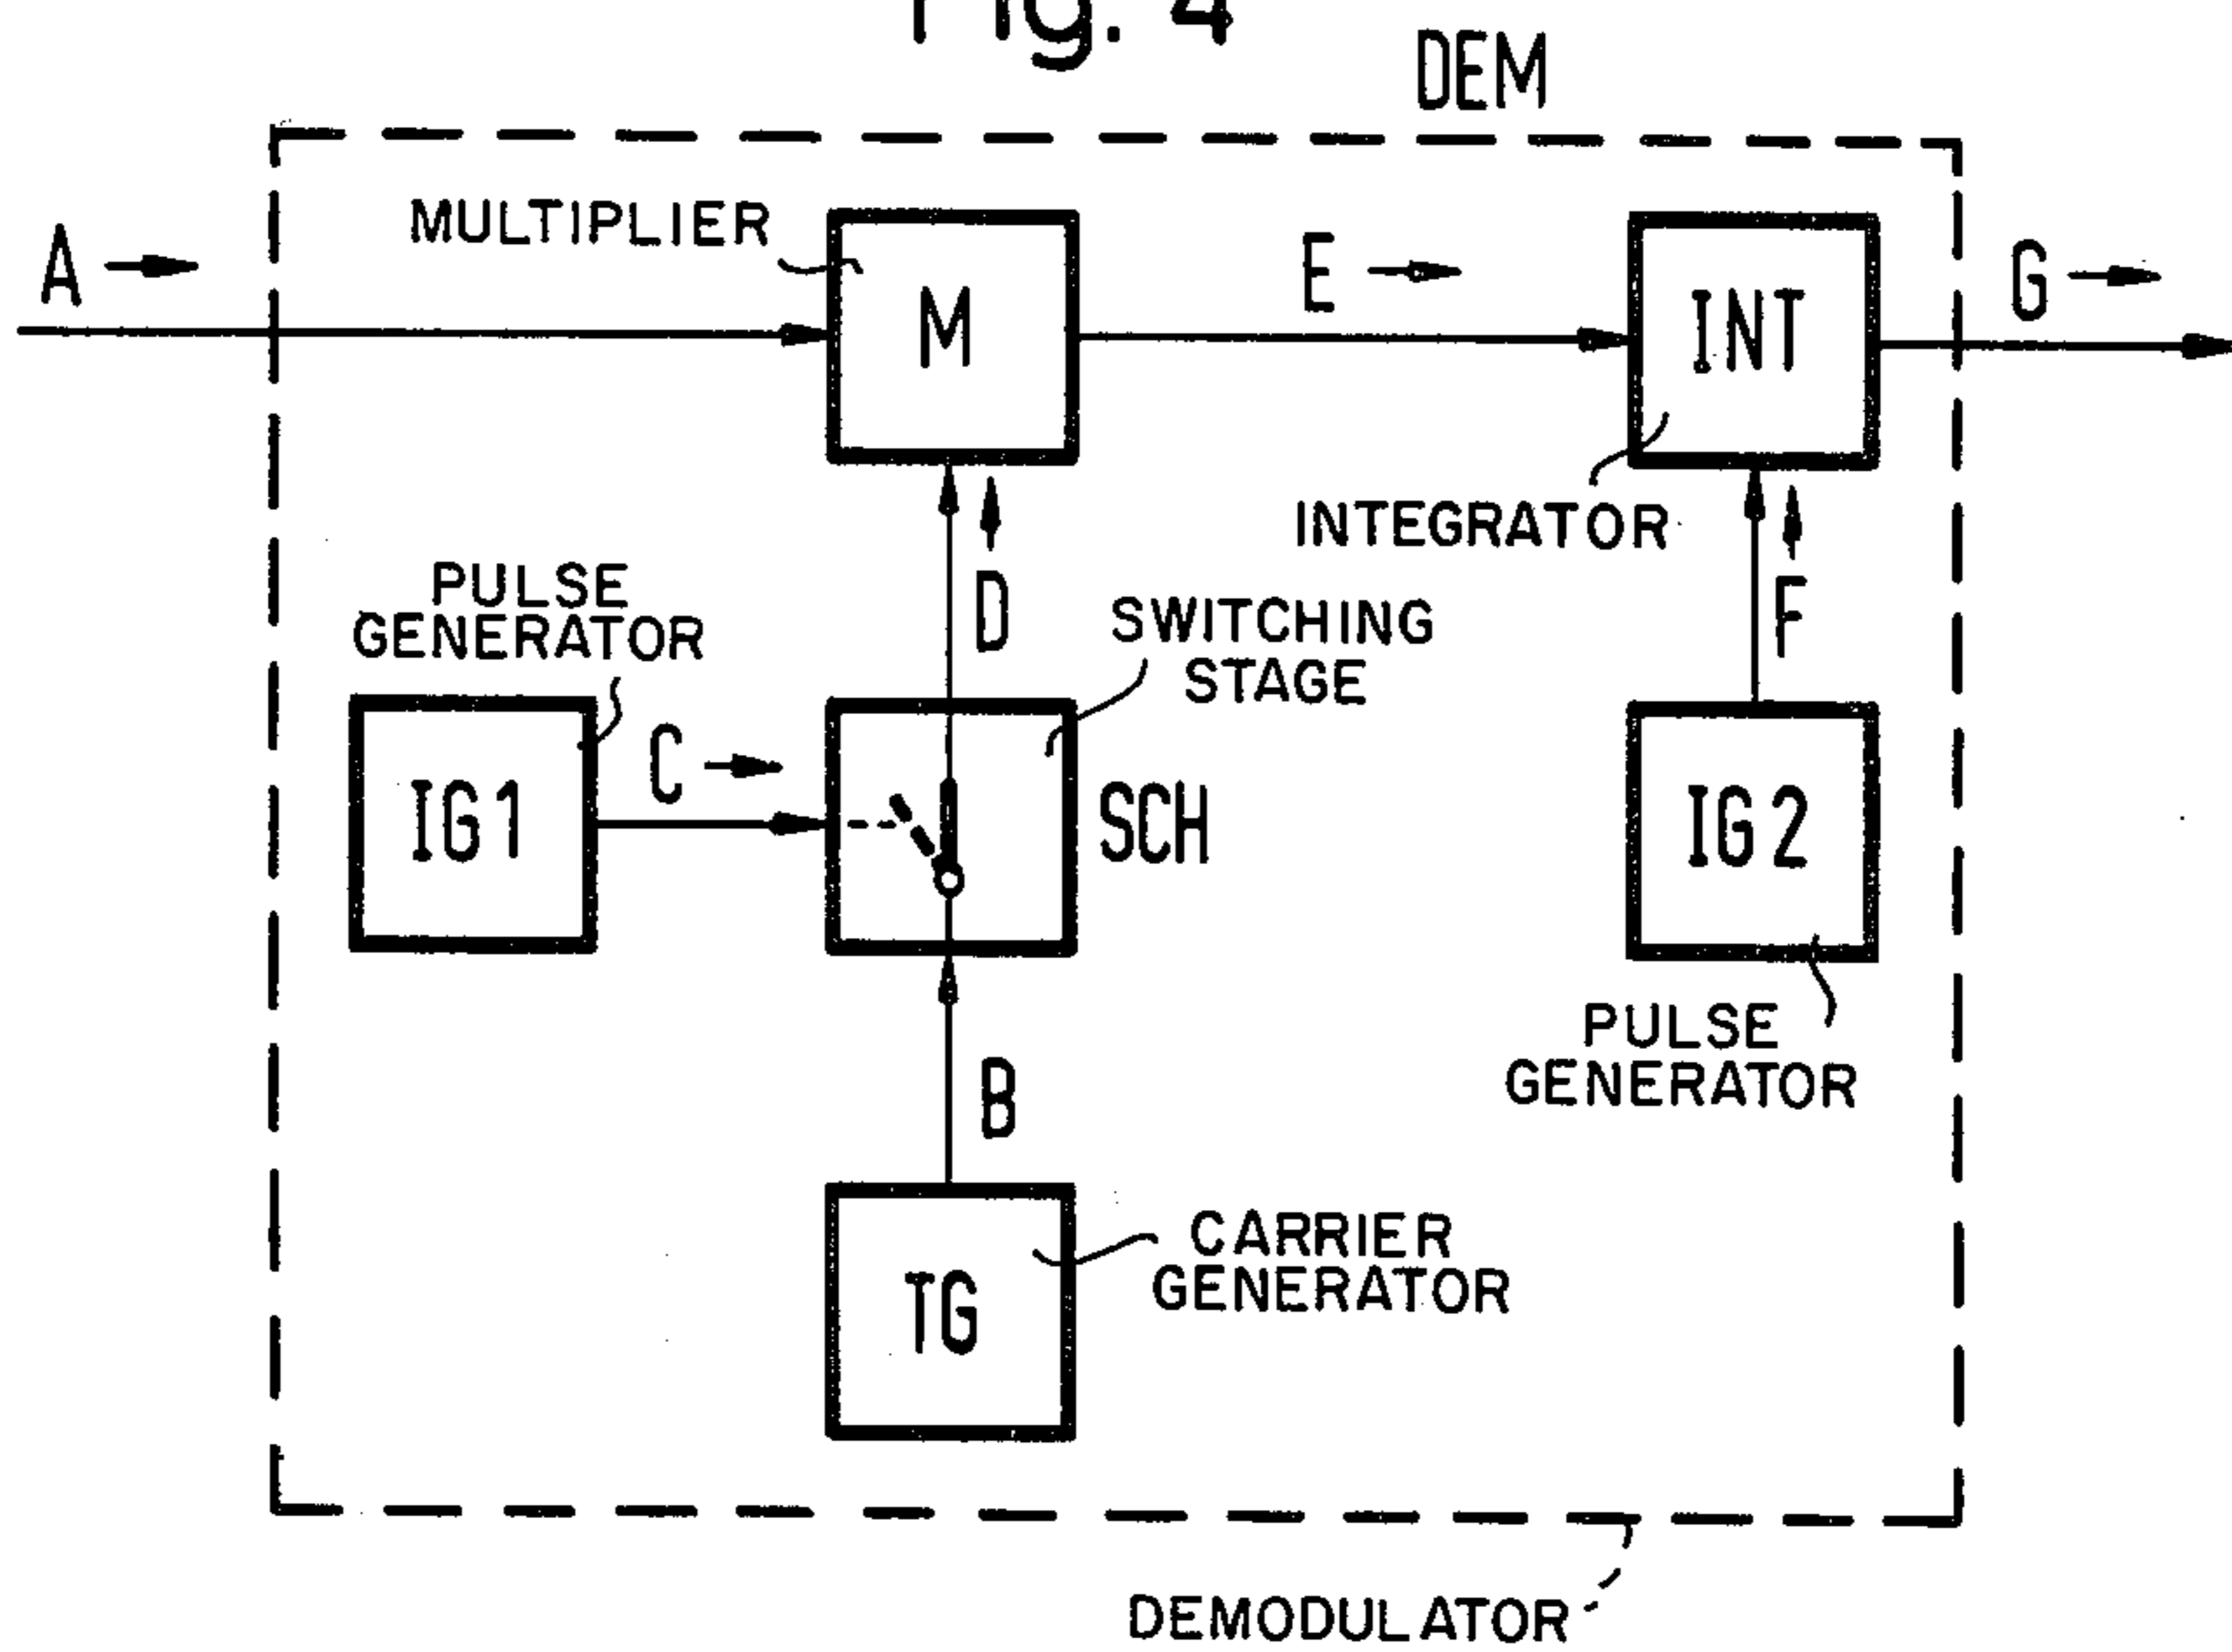 Fig. 4
DEM
MULTIPLIER
A
M
E
INT
G
INTEGRATOR
D
F
PULSE
GENERATOR
SWITCHING
STAGE
IG1
C
SCH
IG2
PULSE
GENERATOR
B
TG
CARRIER
GENERATOR
DEMODULATOR